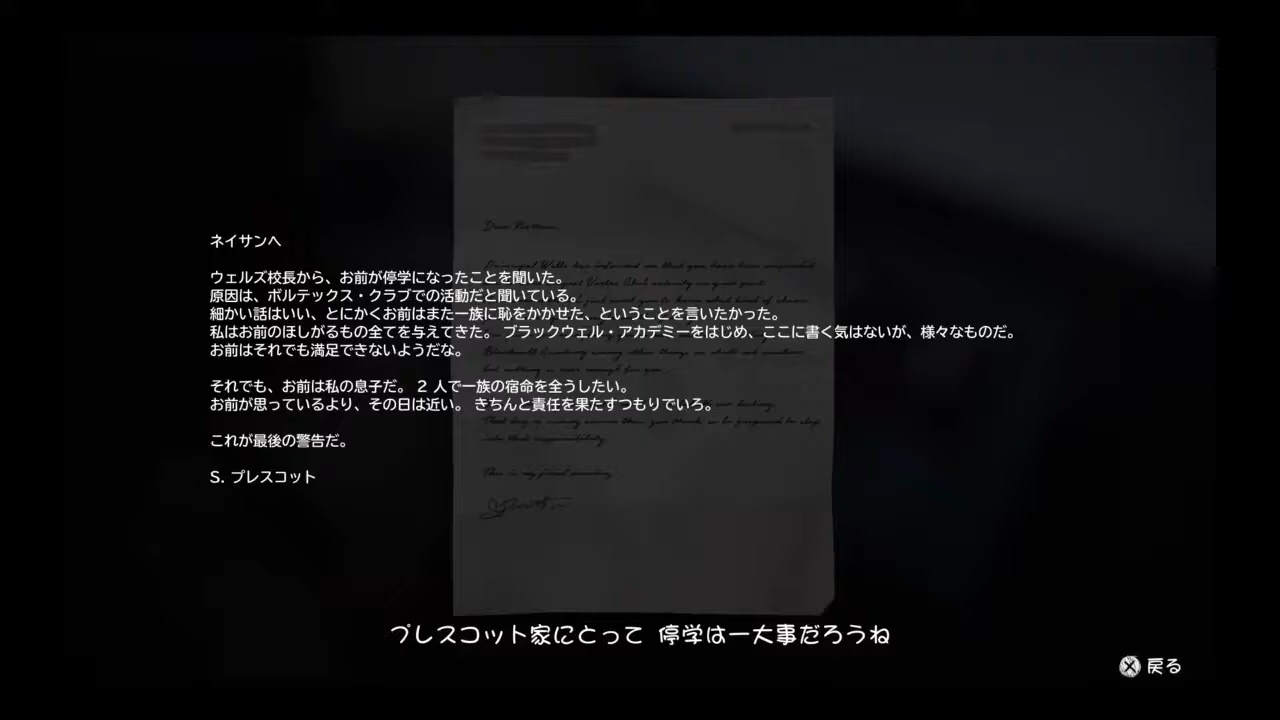 ネイサンへ
ウェルズ校長から、お前が停学になったことを聞いた。
原因は、ボルテックス・クラブでの活動だと聞いている。
細かい話はいい、とにかくお前はまた一族に恥をかかせた、ということを言いたかった。
私はお前のほしがるもの全てを与えてきた。 ブラックウェル・アカデミーをはじめ、ここに書く気はないが、様々なものだ。
お前はそれでも満足できないようだな。
それでも、お前は私の息子だ。 2 人で一族の宿命を全うしたい。
お前が思っているより、その日は近い。 きちんと責任を果たすつもりでいろ。
これが最後の警告だ。
S. プレスコット
プレスコット家にとって 停学は一大事だろうね
戻る